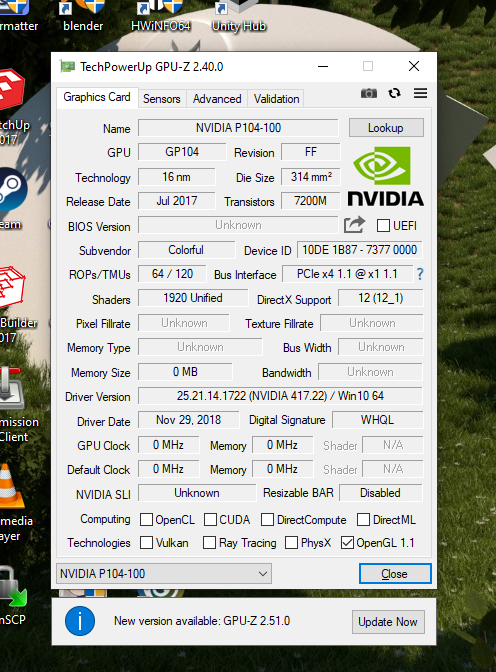 rmatter blender HWiNFO64 Unity Hub
TechPowerUp GPU-Z 2.40.0
Graphics Card Sensors Advanced Validation
Name NVIDIA P104-100 Lookup
GPU GP104 Revision FF
Technology 16 nm Die Size 314 mm²
Release Date Jul 2017 Transistors 7200M
NVIDIA
BIOS Version Unknown UEFI
Subvendor Colorful Device ID 10DE 1B87 - 7377 0000
ROPs/TMUs 64 / 120 Bus Interface PCIe x4 1.1 @ x1 1.1 ?
Shaders 1920 Unified DirectX Support 12 (12_1)
Pixel Fillrate Unknown Texture Fillrate Unknown
Memory Type Unknown Bus Width Unknown
Memory Size 0 MB Bandwidth Unknown
Driver Version 25.21.14.1722 (NVIDIA 417.22) / Win10 64
Driver Date Nov 29, 2018 Digital Signature WHQL
GPU Clock 0 MHz Memory 0 MHz Shader N/A
Default Clock 0 MHz Memory 0 MHz Shader N/A
NVIDIA SLI Unknown Resizable BAR Disabled
Computing OpenCL CUDA DirectCompute DirectML
Technologies Vulkan Ray Tracing PhysX OpenGL 1.1
NVIDIA P104-100 Close
New version available: GPU-Z 2.51.0 Update Now
tchUp
017
eam
Builder
017
mission
Client
media
ayer
nSCP